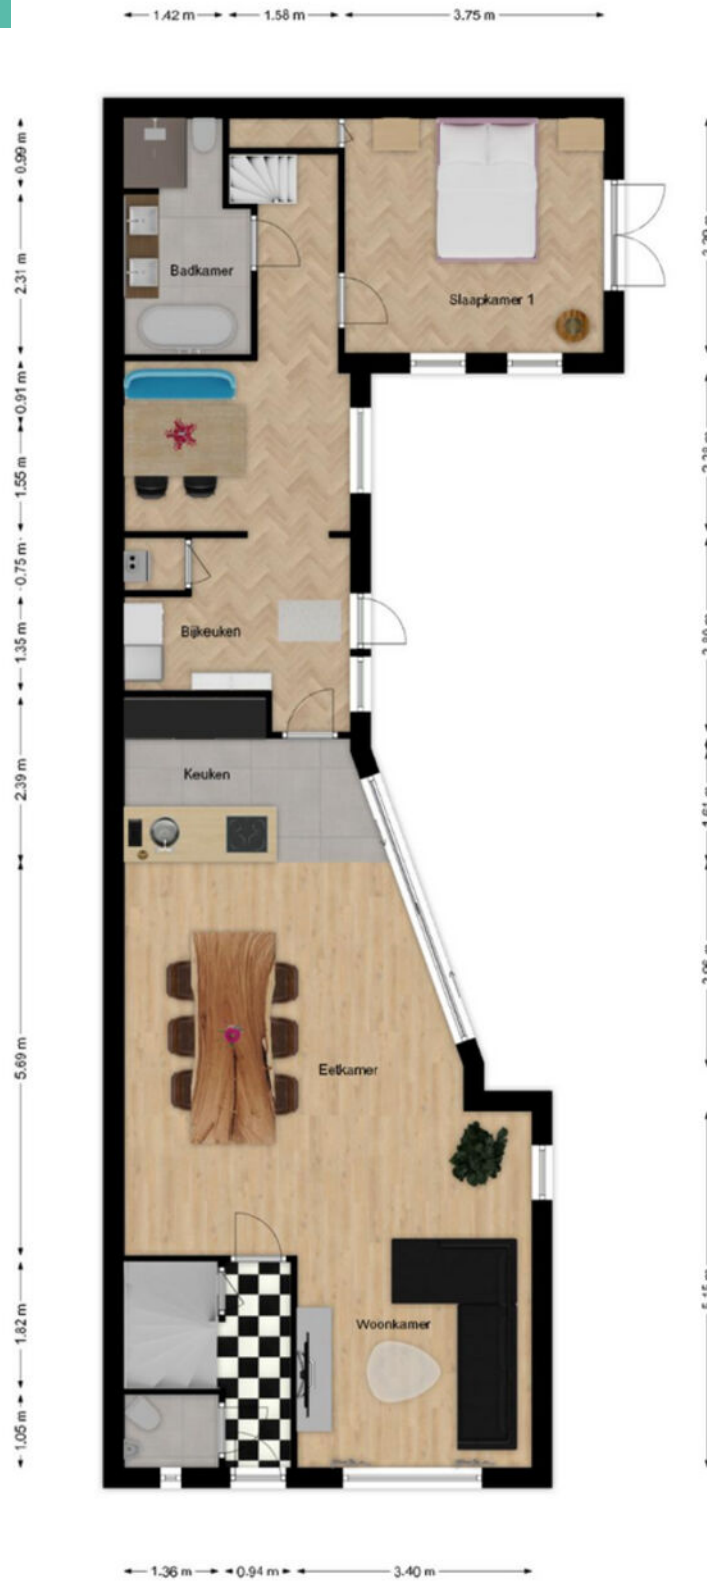 1.42 m
1.58 m
3.75 m
0.99 m
2.31 m
0.91 m
1.55 m
0.75 m
1.35 m
2.39 m
5.69 m
1.82 m
1.05 m
Badkamer
Slaapkamer 1
Bijkeuken
Keuken
Eetkamer
Woonkamer
1.36 m
0.94 m
3.40 m